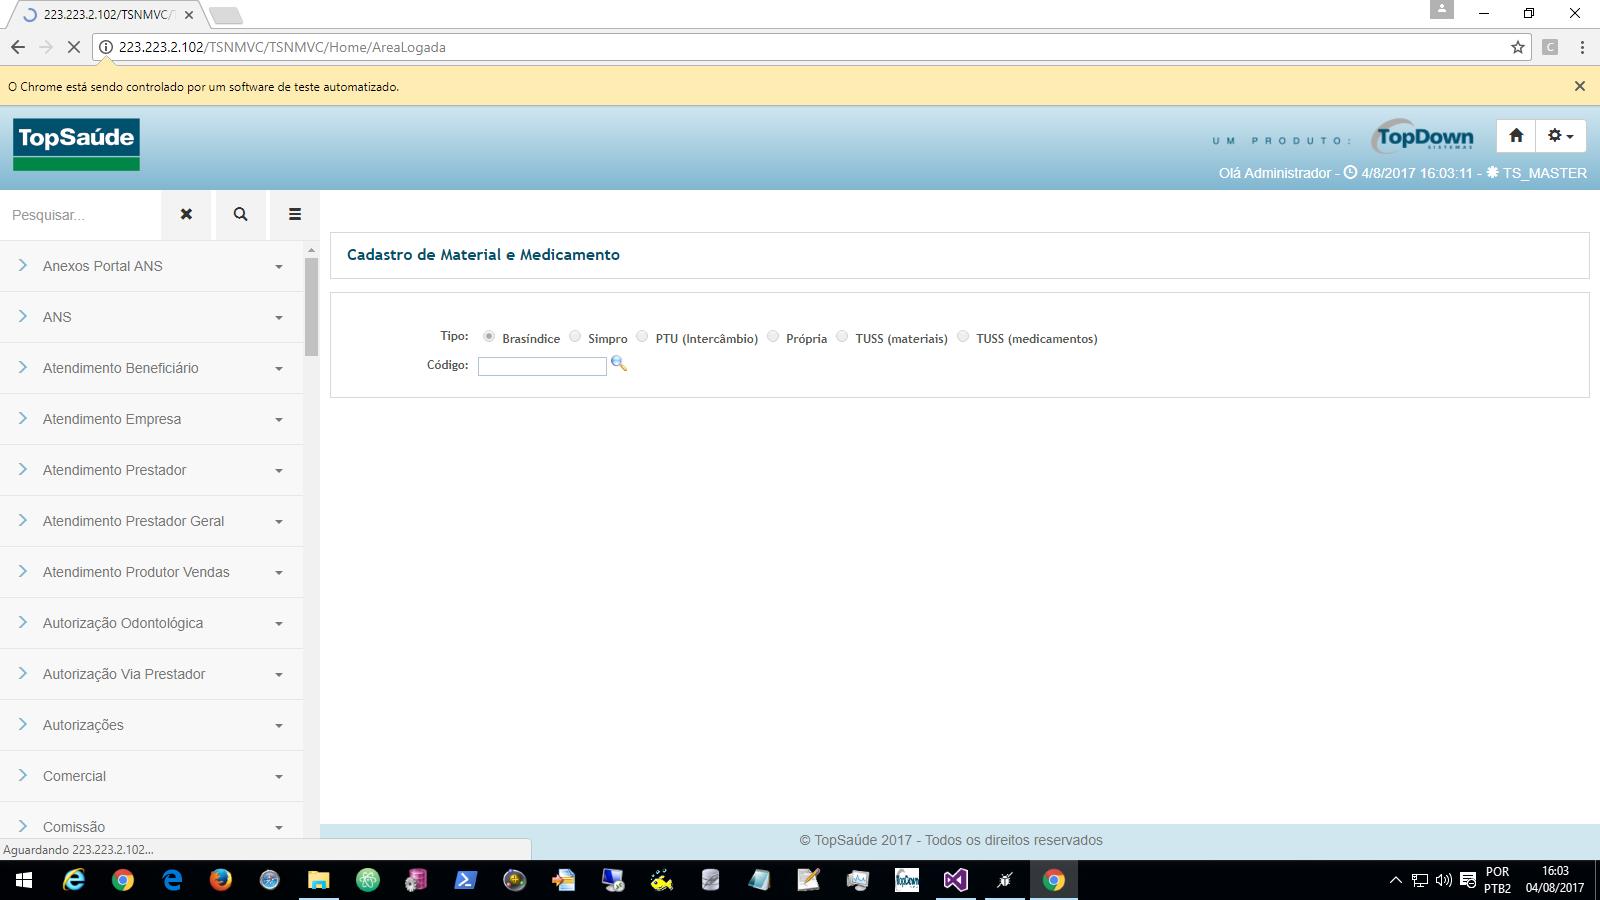 223.223.2.102/TSNMVC/
223.223.2.102/TSNMVC/TSNMVC/Home/AreaLogada
C
O Chrome está sendo controlado por um software de teste automatizado.
TopSaúde
UM PRODUTO:
TopDown
SISTEMAS
Olá Administrador - 4/8/2017 16:03:11 - TS_MASTER
Pesquisar...
Cadastro de Material e Medicamento
Tipo: Brasíndice Simpro PTU (Intercâmbio) Própria TUSS (materiais) TUSS (medicamentos)
Código:
Anexos Portal ANS
ANS
Atendimento Beneficiário
Atendimento Empresa
Atendimento Prestador
Atendimento Prestador Geral
Atendimento Produtor Vendas
Autorização Odontológica
Autorização Via Prestador
Autorizações
Comercial
Comissão
Aguardando 223.223.2.102...
© TopSaúde 2017 - Todos os direitos reservados
TopDown
POR
PTB2
16:03
04/08/2017